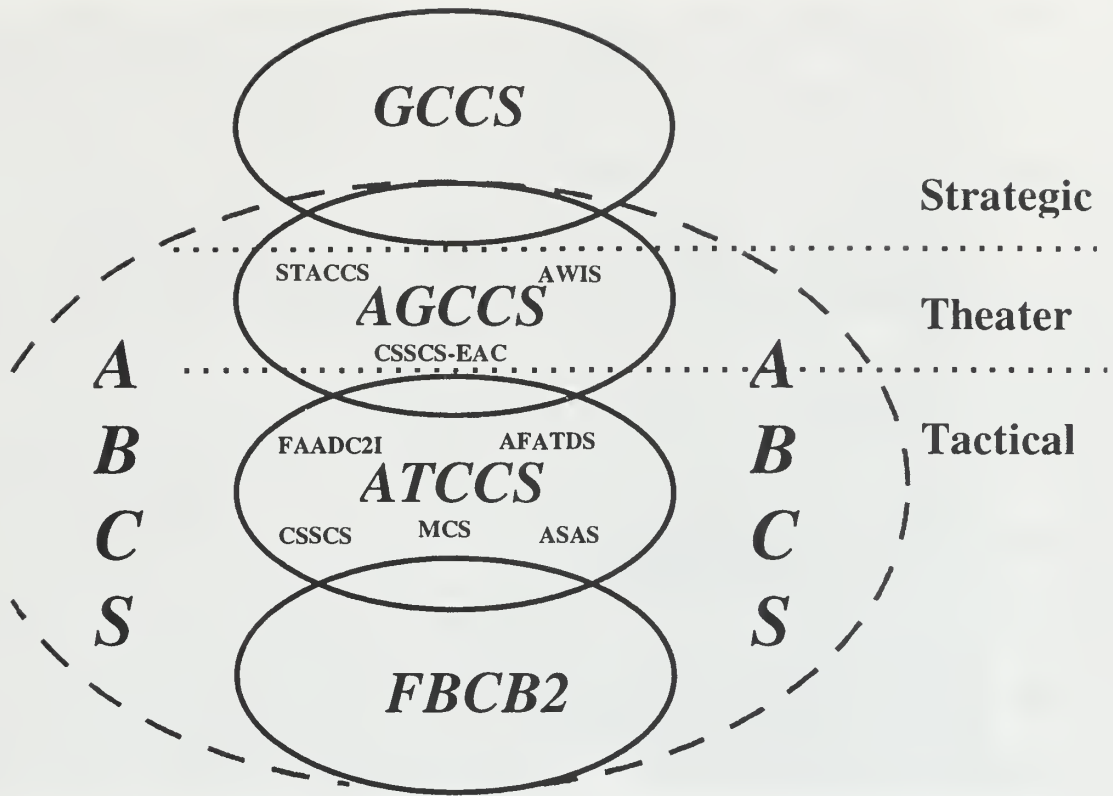 GCCS
Strategic
STACCS AWIS
AGCCS
Theater
CSSCS-EAC
A A
B B
C C
S S
Tactical
FAADC2I AFATDS
ATCCS
CSSCS MCS ASAS
FBCB2